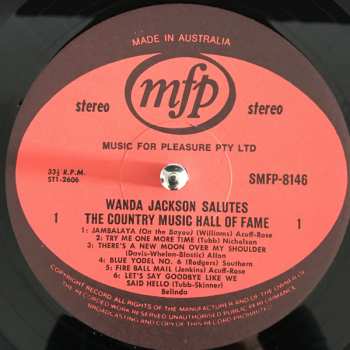 MADE IN AUSTRALIA
mfp
stereo stereo
MUSIC FOR PLEASURE PTY LTD
33⅓ R.P.M.
ST1-2606
SMFP-8146
WANDA JACKSON SALUTES
1 THE COUNTRY MUSIC HALL OF FAME 1
1: JAMBALAYA (On the Bayou) (Williams) Acuff-Rose
2: TRY ME ONE MORE TIME (Tubb) Nicholson
3: THERE'S A NEW MOON OVER MY SHOULDER
(Davis-Whelan-Blastic) Allan
4: BLUE YODEL NO. 6 (Rodgers) Southern
5: FIRE BALL MAIL (Jenkins) Acuff-Rose
6: LET'S SAY GOODBYE LIKE WE
SAID HELLO (Tubb-Skinner)
Belinda
COPYRIGHT RECORD ALL RIGHTS OF THE MANUFACTURER AND OF THE OWNER OF
THE RECORDED WORK RESERVED UNAUTHORISED PUBLIC PERFORMANCE
BROADCASTING AND COPYING OF THIS RECORD PROHIBITED